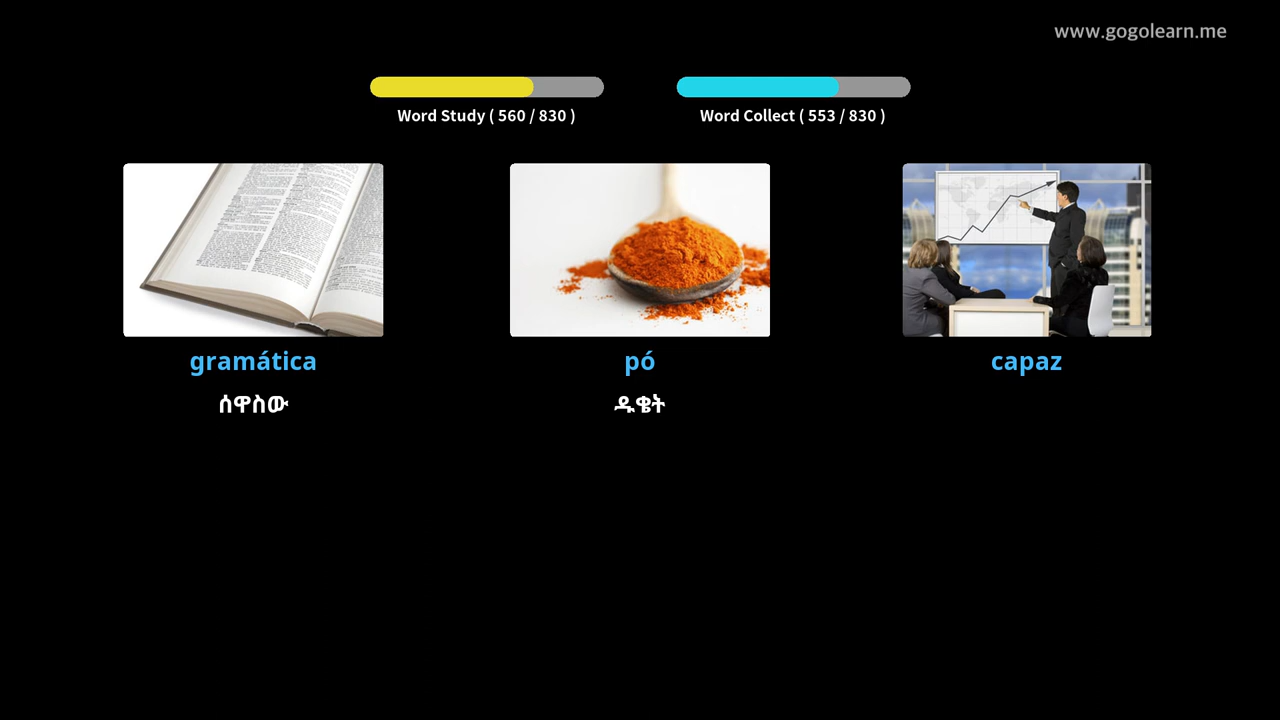 www.gogolearn.me
Word Study ( 560 / 830 )
Word Collect ( 553 / 830 )
gramática
pó
capaz
ሰዋስው
ዱቄት